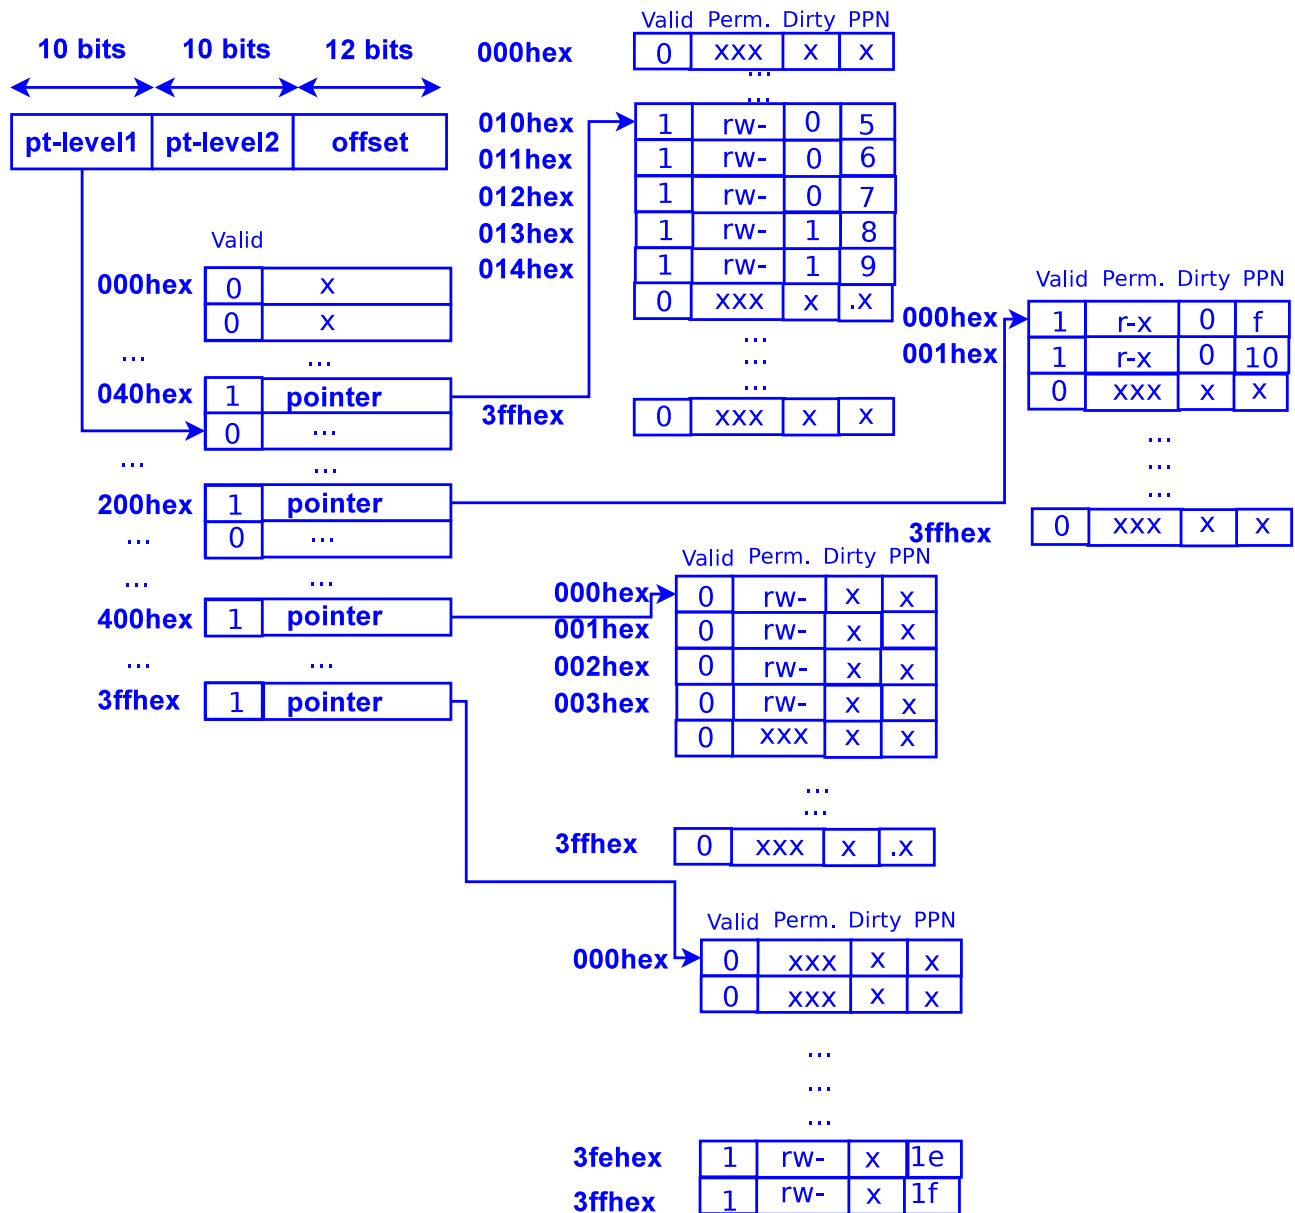 10 bits 10 bits 12 bits
pt-level1 pt-level2 offset
Valid
000hex 0 x
0 x
... ...
040hex 1 pointer
0 ...
... ...
200hex 1 pointer
... 0 ...
... ...
400hex 1 pointer
... ...
3ffhex 1 pointer
Valid Perm. Dirty PPN
000hex 0 xxx x x
...
...
010hex 1 rw- 0 5
011hex 1 rw- 0 6
012hex 1 rw- 0 7
013hex 1 rw- 1 8
014hex 1 rw- 1 9
0 xxx x .x
...
...
...
3ffhex 0 xxx x x
Valid Perm. Dirty PPN
000hex 1 r-x 0 f
001hex 1 r-x 0 10
0 xxx x x
...
...
...
3ffhex 0 xxx x x
Valid Perm. Dirty PPN
000hex 0 rw- x x
001hex 0 rw- x x
002hex 0 rw- x x
003hex 0 rw- x x
0 xxx x x
...
...
3ffhex 0 xxx x .x
Valid Perm. Dirty PPN
000hex 0 xxx x x
0 xxx x x
...
...
...
3fehex 1 rw- x 1e
3ffhex 1 rw- x 1f